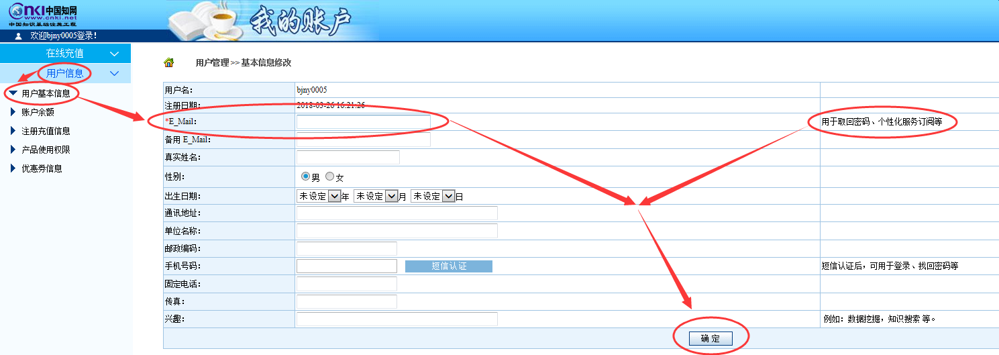 cnki中国知网
www.cnki.net
中国知识基础设施工程
我的账户
欢迎bjny0005登录!
在线充值
用户信息
用户基本信息
账户余额
注册充值信息
产品使用权限
优惠券信息
用户管理 >> 基本信息修改
用户名： bjny0005
注册日期： 2018-03-26 16:21:26
*E_Mail： 用于取回密码、个性化服务订阅等
备用 E_Mail：
真实姓名：
性别： 男 女
出生日期： 未设定 年 未设定 月 未设定 日
通讯地址：
单位名称：
邮政编码：
手机号码： 短信认证 短信认证后，可用于登录、找回密码等
固定电话：
传真：
兴趣： 例如：数据挖掘，知识搜索 等。
确 定